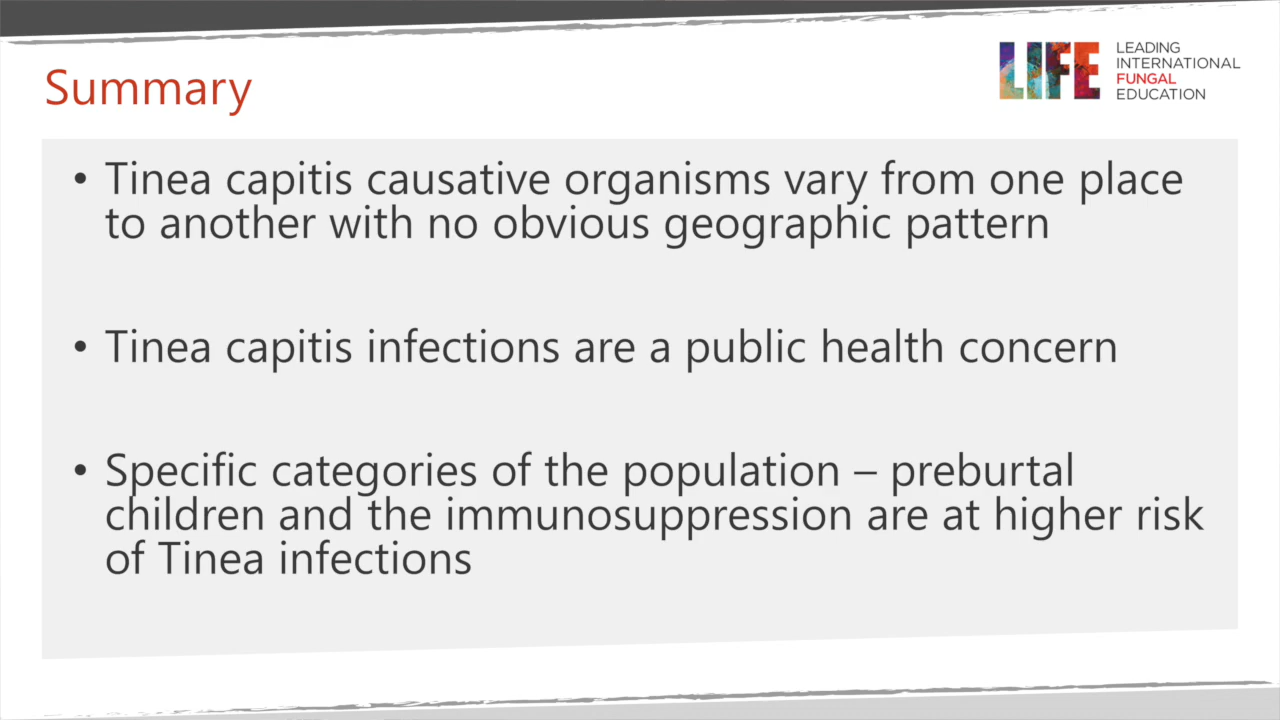 Summary
LIFE
LEADING
INTERNATIONAL
FUNGAL
EDUCATION
• Tinea capitis causative organisms vary from one place
to another with no obvious geographic pattern
• Tinea capitis infections are a public health concern
• Specific categories of the population – preburtal
children and the immunosuppression are at higher risk
of Tinea infections